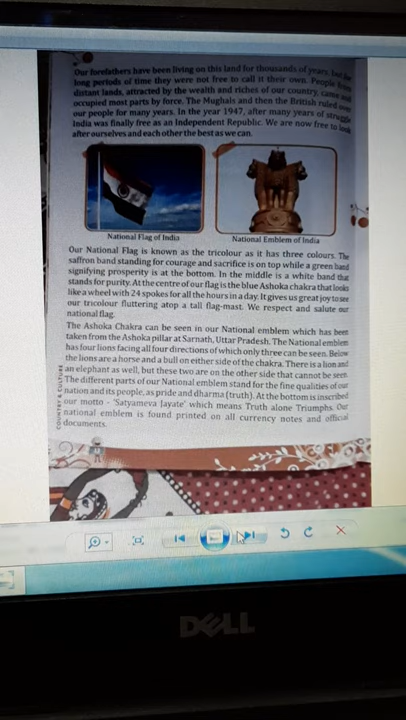 Our forefathers have been living on this land for thousands of years, but for
long periods of time they were not free to call it their own. People from
distant lands, attracted by the wealth and riches of our country, came and
occupied most parts by force. The Mughals and then the British ruled over
our people for many years. In the year 1947, after many years of struggle
India was finally free as an Independent Republic. We are now free to look
after ourselves and each other the best as we can.
National Flag of India
National Emblem of India
Our National Flag is known as the tricolour as it has three colours. The
saffron band standing for courage and sacrifice is on top while a green band
signifying prosperity is at the bottom. In the middle is a white band that
stands for purity. At the centre of our flag is the blue Ashoka chakra that looks
like a wheel with 24 spokes for all the hours in a day. It gives us great joy to see
our tricolour fluttering atop a tall flag-mast. We respect and salute our
national flag.
The Ashoka Chakra can be seen in our National emblem which has been
taken from the Ashoka pillar at Sarnath, Uttar Pradesh. The National emblem
has four lions facing all four directions of which only three can be seen. Below
the lions are a horse and a bull on either side of the chakra. There is a lion and
an elephant as well, but these two are on the other side that cannot be seen.
The different parts of our National emblem stand for the fine qualities of our
nation and its people, as pride and dharma (truth). At the bottom is inscribed
our motto - 'Satyameva Jayate' which means Truth alone Triumphs. Our
national emblem is found printed on all currency notes and official
documents.
COUNTRY & CULTURE
DELL